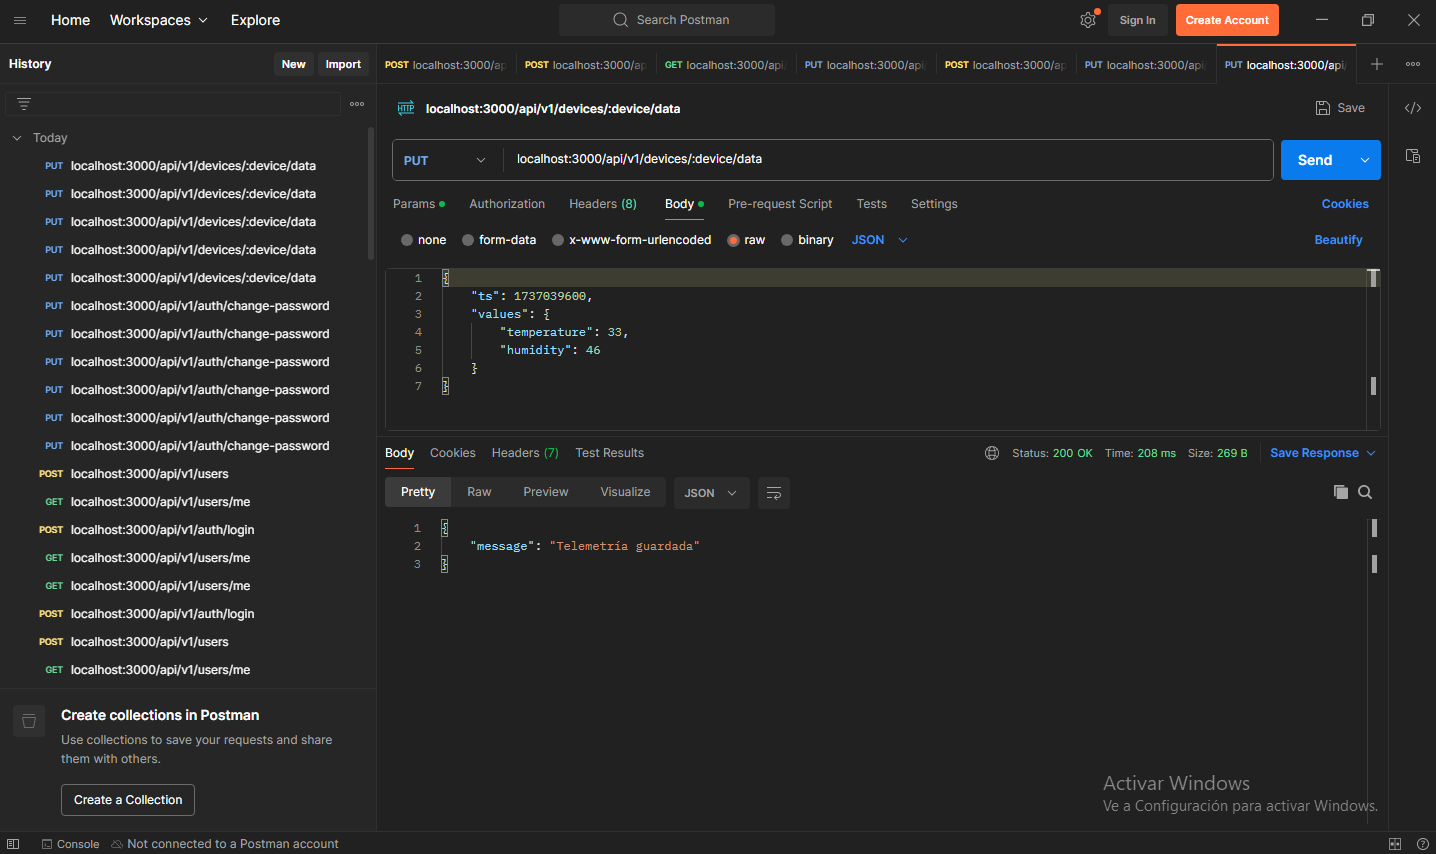 Home Workspaces Explore Search Postman Sign In Create Account
History New Import
POST localhost:3000/ap POST localhost:3000/ap GET localhost:3000/api/ PUT localhost:3000/api/ POST localhost:3000/ap PUT localhost:3000/api/ PUT localhost:3000/api/
Today
PUT localhost:3000/api/v1/devices/:device/data
PUT localhost:3000/api/v1/devices/:device/data
PUT localhost:3000/api/v1/devices/:device/data
PUT localhost:3000/api/v1/devices/:device/data
PUT localhost:3000/api/v1/devices/:device/data
PUT localhost:3000/api/v1/auth/change-password
PUT localhost:3000/api/v1/auth/change-password
PUT localhost:3000/api/v1/auth/change-password
PUT localhost:3000/api/v1/auth/change-password
PUT localhost:3000/api/v1/auth/change-password
PUT localhost:3000/api/v1/auth/change-password
POST localhost:3000/api/v1/users
GET localhost:3000/api/v1/users/me
POST localhost:3000/api/v1/auth/login
GET localhost:3000/api/v1/users/me
GET localhost:3000/api/v1/users/me
POST localhost:3000/api/v1/auth/login
POST localhost:3000/api/v1/users
GET localhost:3000/api/v1/users/me
Create collections in Postman
Use collections to save your requests and share
them with others.
Create a Collection
HTTP localhost:3000/api/v1/devices/:device/data Save
PUT localhost:3000/api/v1/devices/:device/data Send
Params Authorization Headers (8) Body Pre-request Script Tests Settings Cookies
none form-data x-www-form-urlencoded raw binary JSON Beautify
1 {
2 "ts": 1737039600,
3 "values": {
4 "temperature": 33,
5 "humidity": 46
6 }
7 }
Body Cookies Headers (7) Test Results Status: 200 OK Time: 208 ms Size: 269 B Save Response
Pretty Raw Preview Visualize JSON
1 {
2 "message": "Telemetría guardada"
3 }
Activar Windows
Ve a Configuración para activar Windows.
Console Not connected to a Postman account